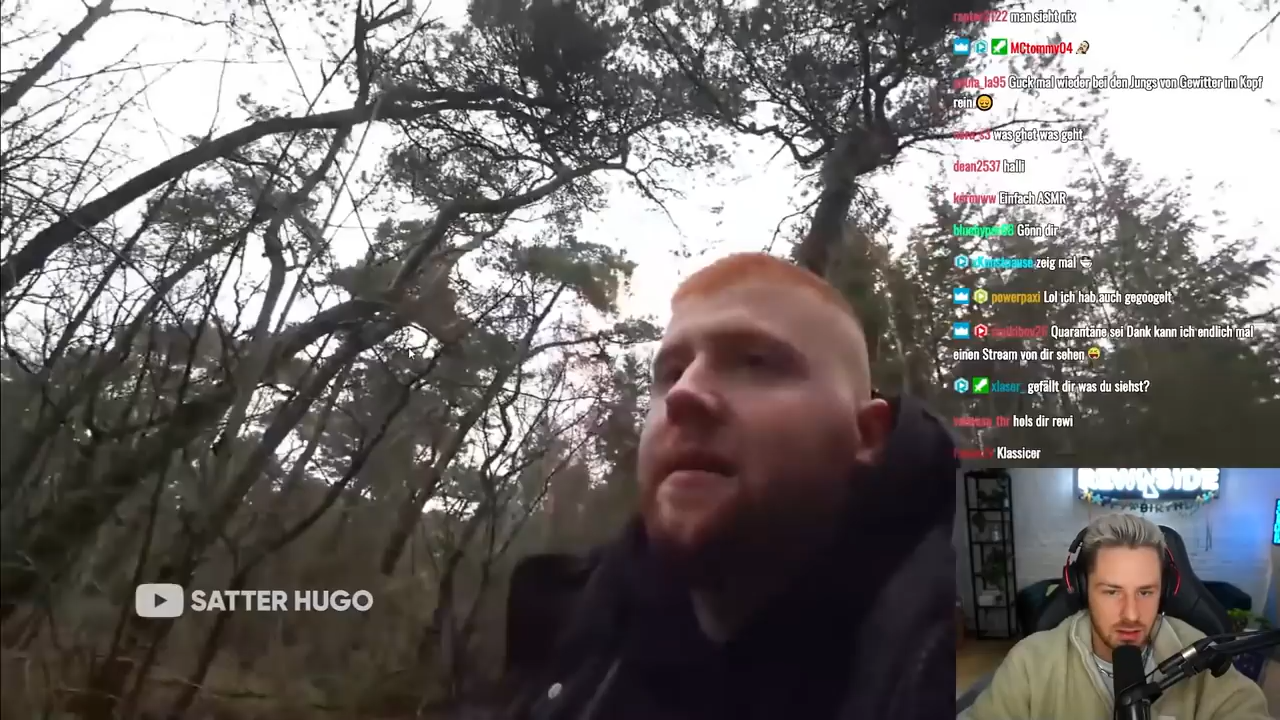 man sieht nix
MCtommy04
Guck mal wieder bei den Jungs von Gewitter im Kopf
rein
was ghet was geht
dean2537 halli
Einfach ASMR
Gönn dir
zeig mal
powerpaxi Lol ich hab auch gegoogelt
Quarantäne sei Dank kann ich endlich mal
einen Stream von dir sehen
xlaser_ gefällt dir was du siehst?
hols dir rewi
Klassicer
SATTER HUGO